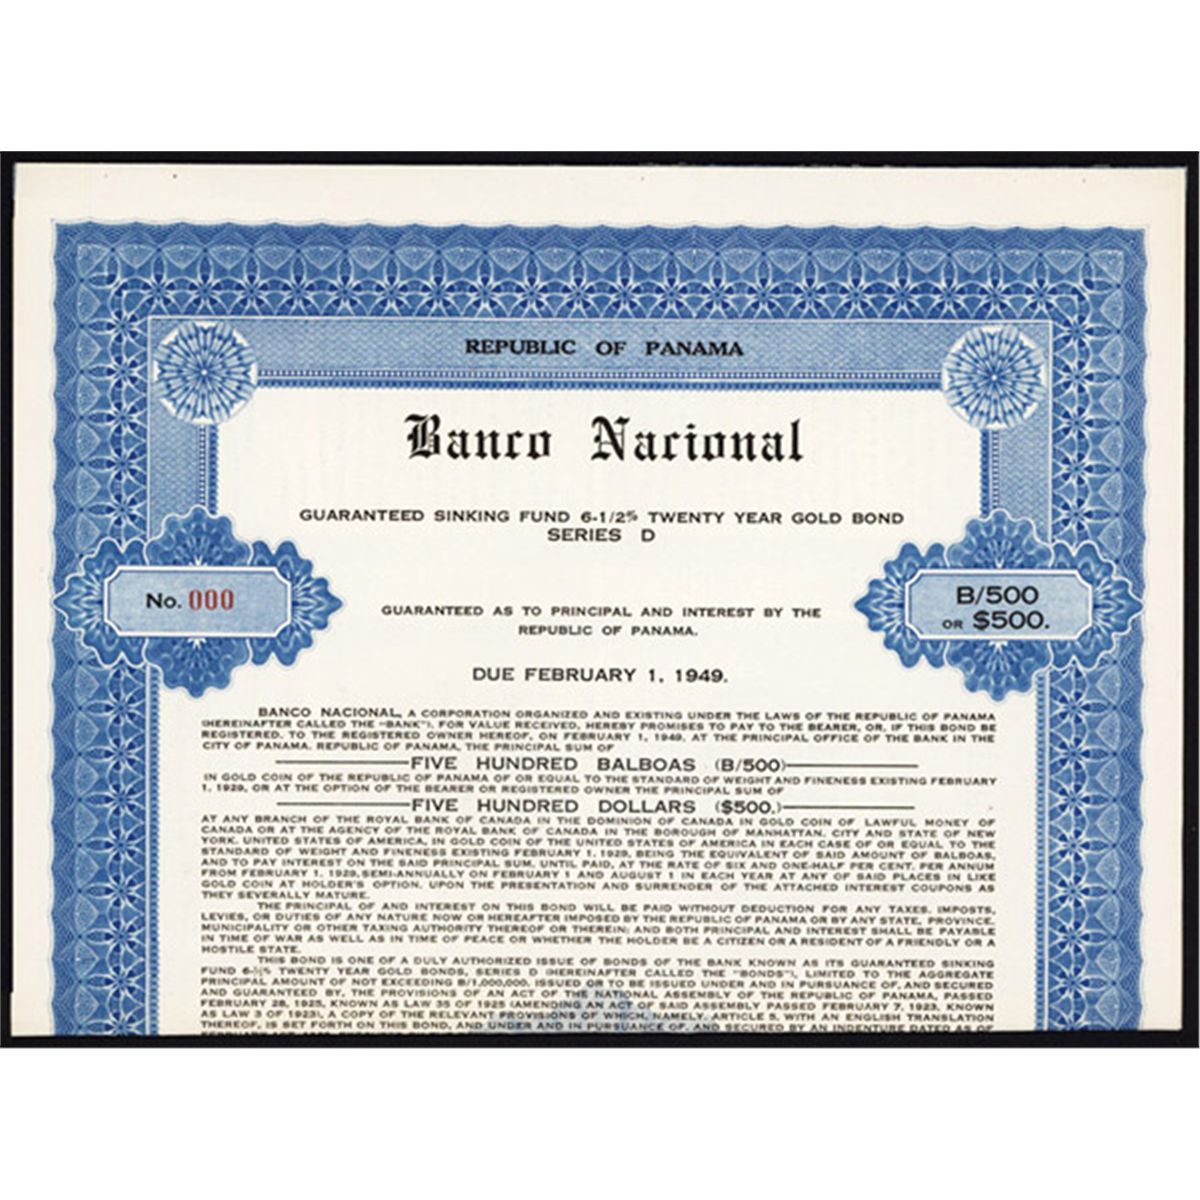 REPUBLIC OF PANAMA
Banco Nacional
GUARANTEED SINKING FUND 6-1/2% TWENTY YEAR GOLD BOND
SERIES D
No. 000
B/500
OR $500.
GUARANTEED AS TO PRINCIPAL AND INTEREST BY THE
REPUBLIC OF PANAMA.
DUE FEBRUARY 1, 1949.
BANCO NACIONAL, A CORPORATION ORGANIZED AND EXISTING UNDER THE LAWS OF THE REPUBLIC OF PANAMA
(HEREINAFTER CALLED THE "BANK"), FOR VALUE RECEIVED, HEREBY PROMISES TO PAY TO THE BEARER, OR, IF THIS BOND BE
REGISTERED, TO THE REGISTERED OWNER HEREOF, ON FEBRUARY 1, 1949, AT THE PRINCIPAL OFFICE OF THE BANK IN THE
CITY OF PANAMA, REPUBLIC OF PANAMA, THE PRINCIPAL SUM OF
FIVE HUNDRED BALBOAS (B/500)
IN GOLD COIN OF THE REPUBLIC OF PANAMA OF OR EQUAL TO THE STANDARD OF WEIGHT AND FINENESS EXISTING FEBRUARY
1, 1929, OR AT THE OPTION OF THE BEARER OR REGISTERED OWNER THE PRINCIPAL SUM OF
FIVE HUNDRED DOLLARS ($500.)
AT ANY BRANCH OF THE ROYAL BANK OF CANADA IN THE DOMINION OF CANADA IN GOLD COIN OF LAWFUL MONEY OF
CANADA OR AT THE AGENCY OF THE ROYAL BANK OF CANADA IN THE BOROUGH OF MANHATTAN, CITY AND STATE OF NEW
YORK, UNITED STATES OF AMERICA, IN GOLD COIN OF THE UNITED STATES OF AMERICA IN EACH CASE OF OR EQUAL TO THE
STANDARD OF WEIGHT AND FINENESS EXISTING FEBRUARY 1, 1929, BEING THE EQUIVALENT OF SAID AMOUNT OF BALBOAS,
AND TO PAY INTEREST ON THE SAID PRINCIPAL SUM, UNTIL PAID, AT THE RATE OF SIX AND ONE-HALF PER CENT. PER ANNUM
FROM FEBRUARY 1, 1929, SEMI-ANNUALLY ON FEBRUARY 1 AND AUGUST 1 IN EACH YEAR AT ANY OF SAID PLACES IN LIKE
GOLD COIN AT HOLDER'S OPTION, UPON THE PRESENTATION AND SURRENDER OF THE ATTACHED INTEREST COUPONS AS
THEY SEVERALLY MATURE.
THE PRINCIPAL OF AND INTEREST ON THIS BOND WILL BE PAID WITHOUT DEDUCTION FOR ANY TAXES, IMPOSTS,
LEVIES, OR DUTIES OF ANY NATURE NOW OR HEREAFTER IMPOSED BY THE REPUBLIC OF PANAMA OR BY ANY STATE, PROVINCE,
MUNICIPALITY OR OTHER TAXING AUTHORITY THEREOF OR THEREIN; AND BOTH PRINCIPAL AND INTEREST SHALL BE PAYABLE
IN TIME OF WAR AS WELL AS IN TIME OF PEACE OR WHETHER THE HOLDER BE A CITIZEN OR A RESIDENT OF A FRIENDLY OR A
HOSTILE STATE.
THIS BOND IS ONE OF A DULY AUTHORIZED ISSUE OF BONDS OF THE BANK KNOWN AS ITS GUARANTEED SINKING
FUND 6-½% TWENTY YEAR GOLD BONDS, SERIES D (HEREINAFTER CALLED THE "BONDS"), LIMITED TO THE AGGREGATE
PRINCIPAL AMOUNT OF NOT EXCEEDING B/1,000,000, ISSUED OR TO BE ISSUED UNDER AND IN PURSUANCE OF, AND SECURED
AND GUARANTEED BY, THE PROVISIONS OF AN ACT OF THE NATIONAL ASSEMBLY OF THE REPUBLIC OF PANAMA, PASSED
FEBRUARY 28, 1925, KNOWN AS LAW 35 OF 1925 (AMENDING AN ACT OF SAID ASSEMBLY PASSED FEBRUARY 7, 1923, KNOWN
AS LAW 3 OF 1923), A COPY OF THE RELEVANT PROVISIONS OF WHICH, NAMELY, ARTICLE 5, WITH AN ENGLISH TRANSLATION
THEREOF, IS SET FORTH ON THIS BOND, AND UNDER AND IN PURSUANCE OF, AND SECURED BY AN INDENTURE DATED AS OF